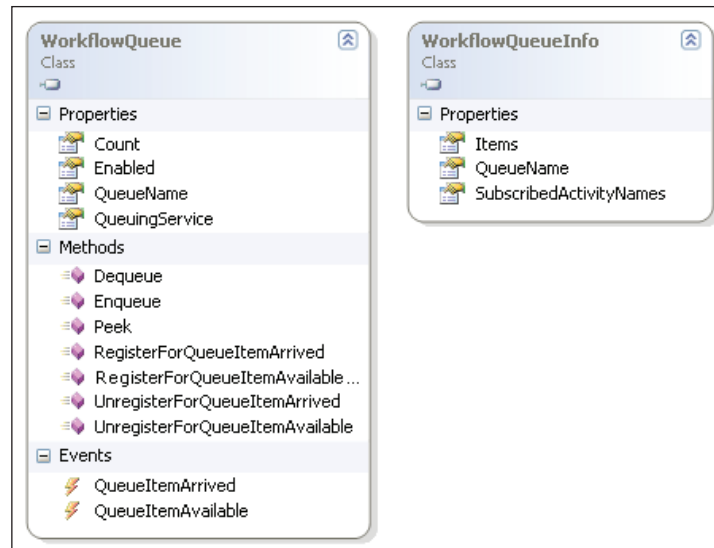 WorkflowQueue
Class
Properties
Count
Enabled
QueueName
QueuingService
Methods
Dequeue
Enqueue
Peek
RegisterForQueueItemArrived
RegisterForQueueItemAvailable...
UnregisterForQueueItemArrived
UnregisterForQueueItemAvailable
Events
QueueItemArrived
QueueItemAvailable
WorkflowQueueInfo
Class
Properties
Items
QueueName
SubscribedActivityNames